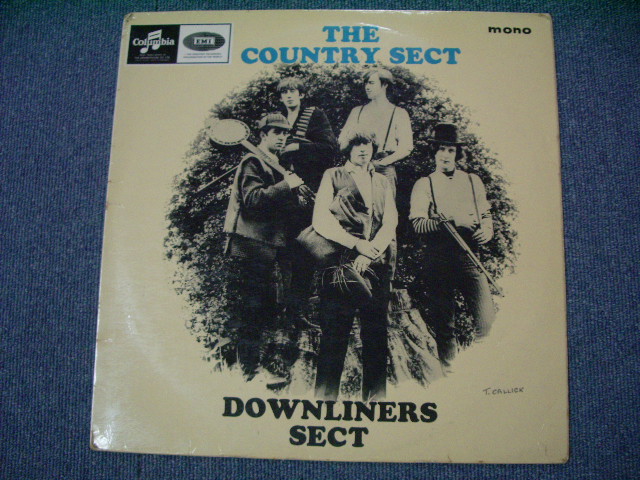 Columbia
EMI
THE
COUNTRY SECT
mono
T. CALLICK
DOWNLINERS
SECT